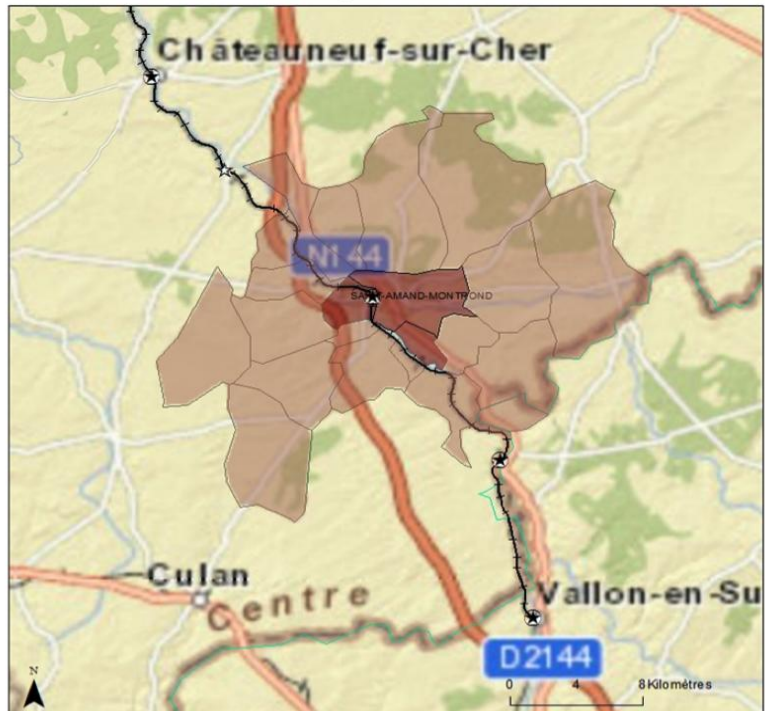 Châteauneuf-sur-Cher
N144
SAINT-AMAND-MONTROND
Culan
Centre
Vallon-en-Su
D2144
N
0 4 8 Kilomètres